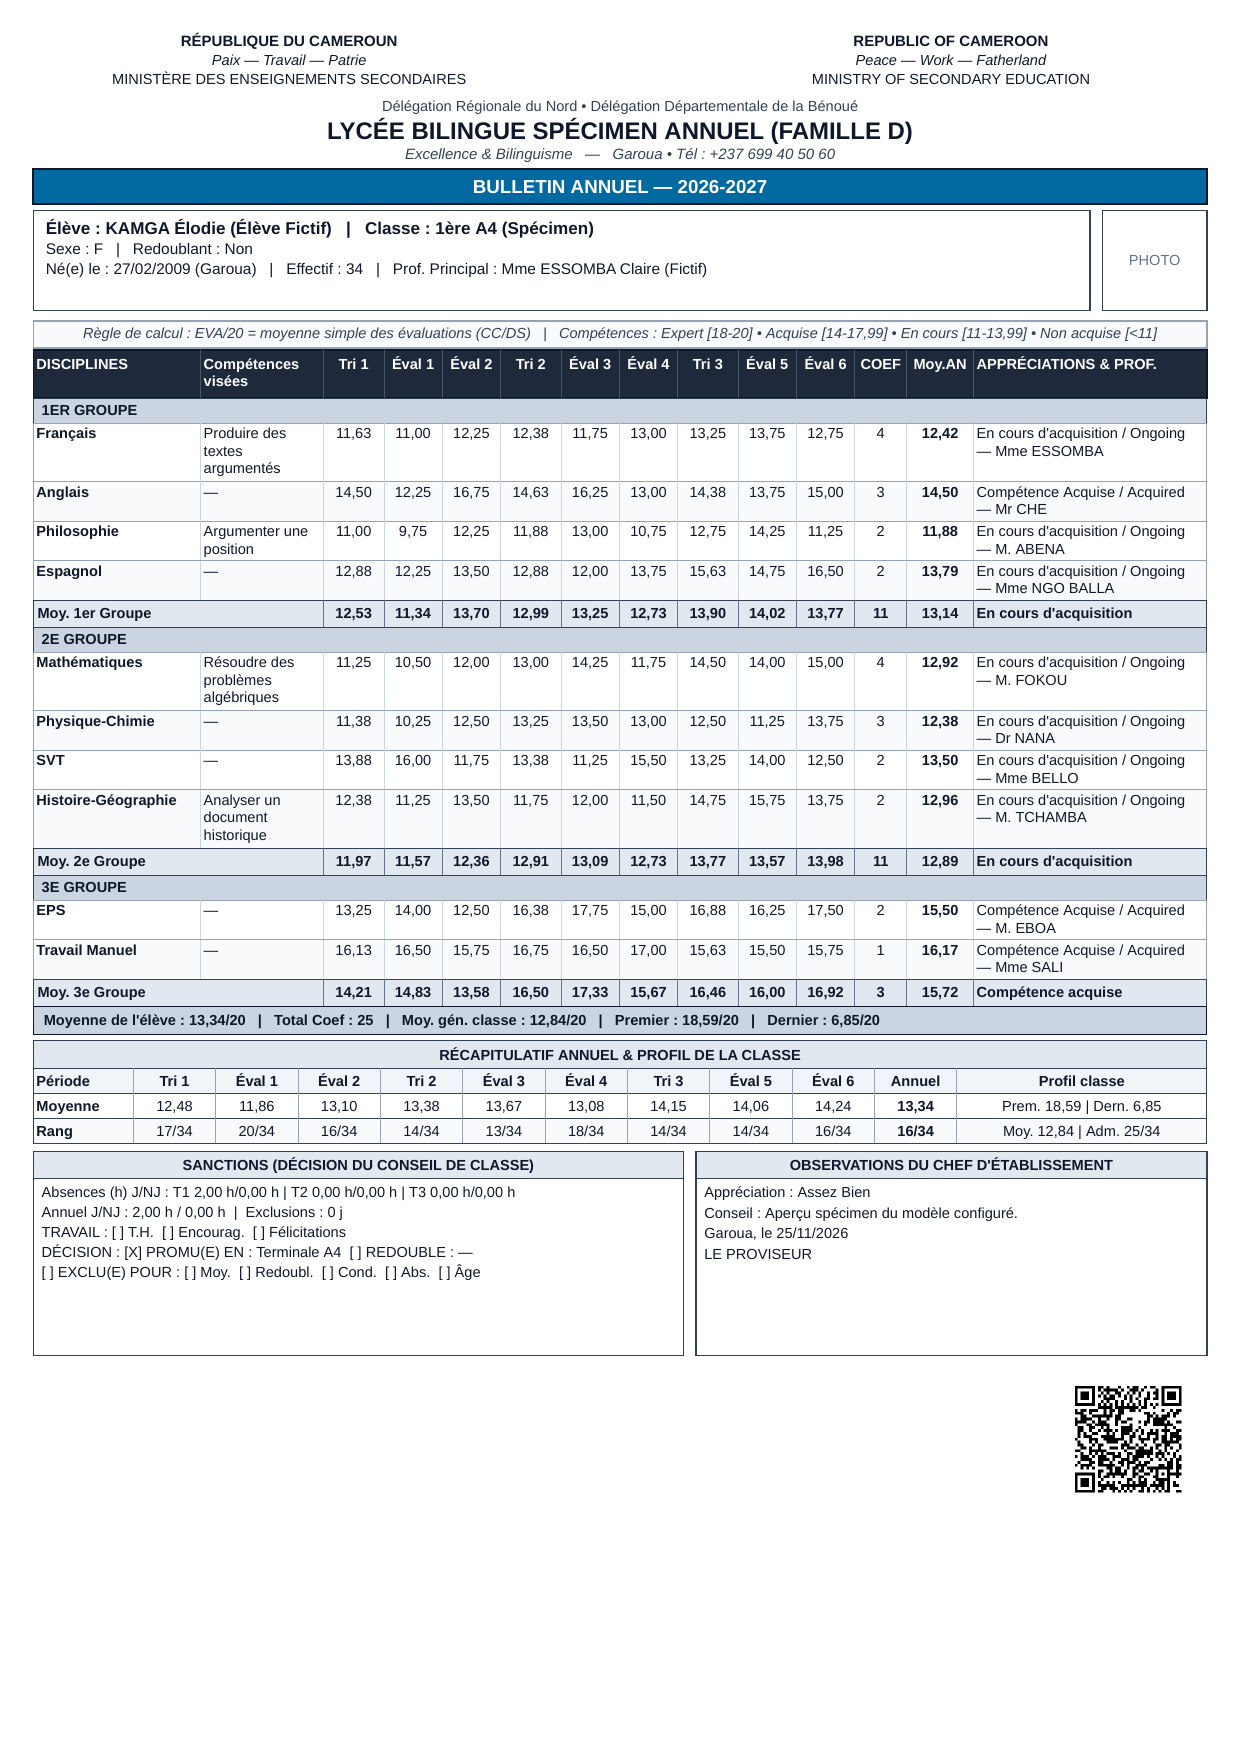 RÉPUBLIQUE DU CAMEROUN
Paix — Travail — Patrie
MINISTÈRE DES ENSEIGNEMENTS SECONDAIRES
REPUBLIC OF CAMEROON
Peace — Work — Fatherland
MINISTRY OF SECONDARY EDUCATION
Délégation Régionale du Nord • Délégation Départementale de la Bénoué
LYCÉE BILINGUE SPÉCIMEN ANNUEL (FAMILLE D)
Excellence & Bilinguisme — Garoua • Tél : +237 699 40 50 60
BULLETIN ANNUEL — 2026-2027
Élève : KAMGA Élodie (Élève Fictif) | Classe : 1ère A4 (Spécimen)
Sexe : F | Redoublant : Non
Né(e) le : 27/02/2009 (Garoua) | Effectif : 34 | Prof. Principal : Mme ESSOMBA Claire (Fictif)
PHOTO
Règle de calcul : EVA/20 = moyenne simple des évaluations (CC/DS) | Compétences : Expert [18-20] • Acquise [14-17,99] • En cours [11-13,99] • Non acquise [<11]
DISCIPLINES Compétences visées Tri 1 Éval 1 Éval 2 Tri 2 Éval 3 Éval 4 Tri 3 Éval 5 Éval 6 COEF Moy.AN APPRÉCIATIONS & PROF.
1ER GROUPE
Français Produire des textes argumentés 11,63 11,00 12,25 12,38 11,75 13,00 13,25 13,75 12,75 4 12,42 En cours d'acquisition / Ongoing — Mme ESSOMBA
Anglais — 14,50 12,25 16,75 14,63 16,25 13,00 14,38 13,75 15,00 3 14,50 Compétence Acquise / Acquired — Mr CHE
Philosophie Argumenter une position 11,00 9,75 12,25 11,88 13,00 10,75 12,75 14,25 11,25 2 11,88 En cours d'acquisition / Ongoing — M. ABENA
Espagnol — 12,88 12,25 13,50 12,88 12,00 13,75 15,63 14,75 16,50 2 13,79 En cours d'acquisition / Ongoing — Mme NGO BALLA
Moy. 1er Groupe 12,53 11,34 13,70 12,99 13,25 12,73 13,90 14,02 13,77 11 13,14 En cours d'acquisition
2E GROUPE
Mathématiques Résoudre des problèmes algébriques 11,25 10,50 12,00 13,00 14,25 11,75 14,50 14,00 15,00 4 12,92 En cours d'acquisition / Ongoing — M. FOKOU
Physique-Chimie — 11,38 10,25 12,50 13,25 13,50 13,00 12,50 11,25 13,75 3 12,38 En cours d'acquisition / Ongoing — Dr NANA
SVT — 13,88 16,00 11,75 13,38 11,25 15,50 13,25 14,00 12,50 2 13,50 En cours d'acquisition / Ongoing — Mme BELLO
Histoire-Géographie Analyser un document historique 12,38 11,25 13,50 11,75 12,00 11,50 14,75 15,75 13,75 2 12,96 En cours d'acquisition / Ongoing — M. TCHAMBA
Moy. 2e Groupe 11,97 11,57 12,36 12,91 13,09 12,73 13,77 13,57 13,98 11 12,89 En cours d'acquisition
3E GROUPE
EPS — 13,25 14,00 12,50 16,38 17,75 15,00 16,88 16,25 17,50 2 15,50 Compétence Acquise / Acquired — M. EBOA
Travail Manuel — 16,13 16,50 15,75 16,75 16,50 17,00 15,63 15,50 15,75 1 16,17 Compétence Acquise / Acquired — Mme SALI
Moy. 3e Groupe 14,21 14,83 13,58 16,50 17,33 15,67 16,46 16,00 16,92 3 15,72 Compétence acquise
Moyenne de l'élève : 13,34/20 | Total Coef : 25 | Moy. gén. classe : 12,84/20 | Premier : 18,59/20 | Dernier : 6,85/20
RÉCAPITULATIF ANNUEL & PROFIL DE LA CLASSE
Période Tri 1 Éval 1 Éval 2 Tri 2 Éval 3 Éval 4 Tri 3 Éval 5 Éval 6 Annuel Profil classe
Moyenne 12,48 11,86 13,10 13,38 13,67 13,08 14,15 14,06 14,24 13,34 Prem. 18,59 | Dern. 6,85
Rang 17/34 20/34 16/34 14/34 13/34 18/34 14/34 14/34 16/34 16/34 Moy. 12,84 | Adm. 25/34
SANCTIONS (DÉCISION DU CONSEIL DE CLASSE)
Absences (h) J/NJ : T1 2,00 h/0,00 h | T2 0,00 h/0,00 h | T3 0,00 h/0,00 h
Annuel J/NJ : 2,00 h / 0,00 h | Exclusions : 0 j
TRAVAIL : [ ] T.H. [ ] Encourag. [ ] Félicitations
DÉCISION : [X] PROMU(E) EN : Terminale A4 [ ] REDOUBLE : —
[ ] EXCLU(E) POUR : [ ] Moy. [ ] Redoubl. [ ] Cond. [ ] Abs. [ ] Âge
OBSERVATIONS DU CHEF D'ÉTABLISSEMENT
Appréciation : Assez Bien
Conseil : Aperçu spécimen du modèle configuré.
Garoua, le 25/11/2026
LE PROVISEUR